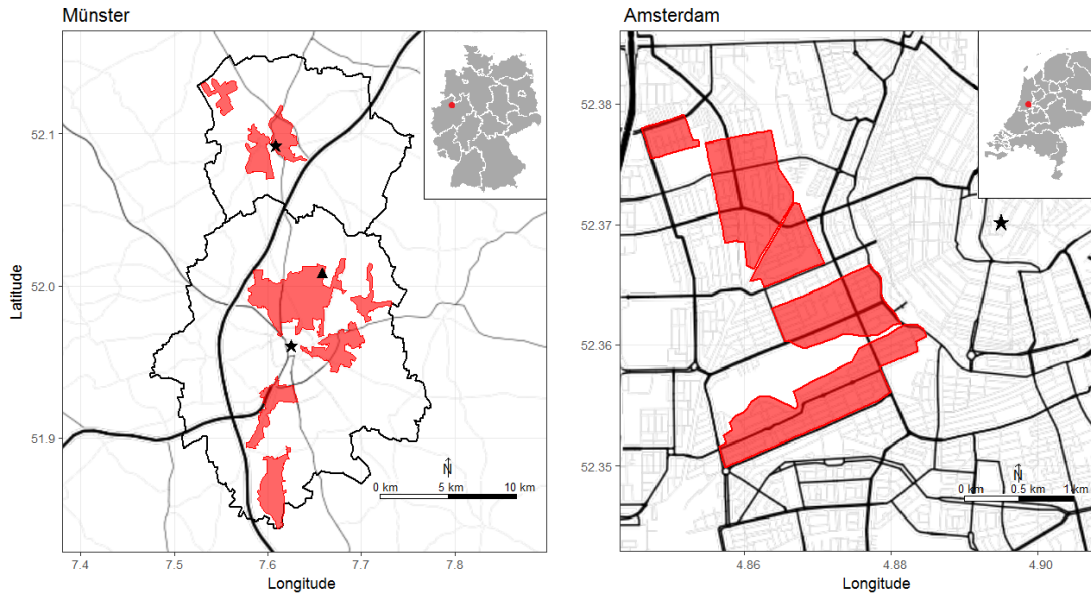 Münster
Amsterdam
Latitude
52.1
52.0
51.9
7.4
7.5
7.6
7.7
7.8
Longitude
N
0 km
5 km
10 km
52.38
52.37
52.36
52.35
4.86
4.88
4.90
Longitude
N
0 km
0.5 km
1 km